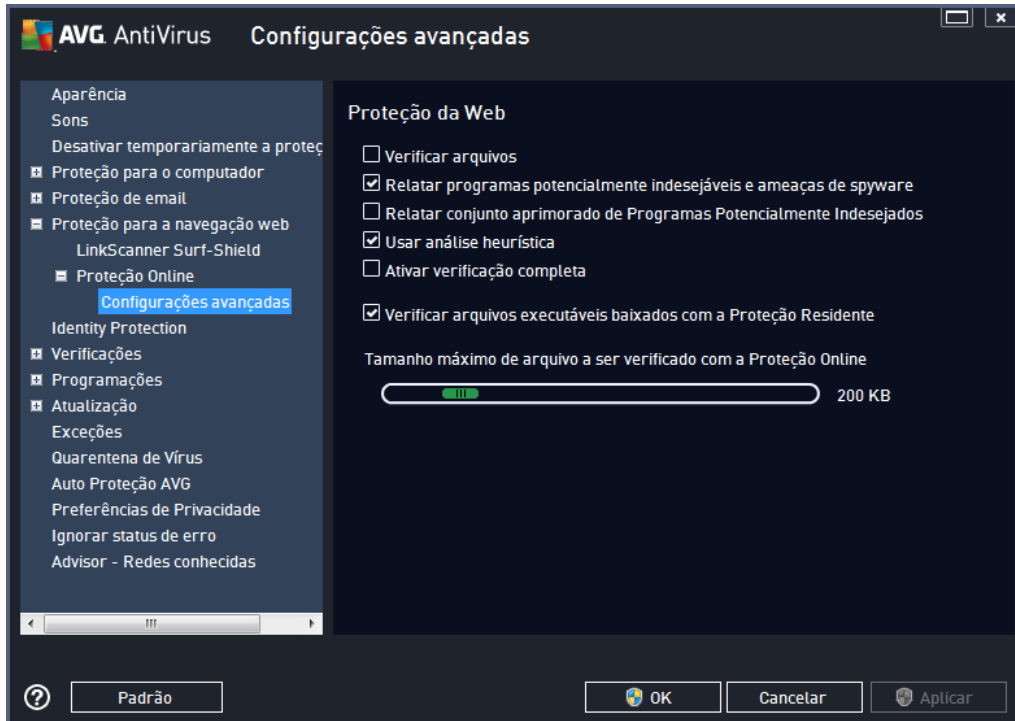 AVG. AntiVirus Configurações avançadas
Aparência
Sons
Desativar temporariamente a proteç
Proteção para o computador
Proteção de email
Proteção para a navegação web
LinkScanner Surf-Shield
Proteção Online
Configurações avançadas
Identity Protection
Verificações
Programações
Atualização
Exceções
Quarentena de Vírus
Auto Proteção AVG
Preferências de Privacidade
Ignorar status de erro
Advisor - Redes conhecidas
Proteção da Web
Verificar arquivos
Relatar programas potencialmente indesejáveis e ameaças de spyware
Relatar conjunto aprimorado de Programas Potencialmente Indesejados
Usar análise heurística
Ativar verificação completa
Verificar arquivos executáveis baixados com a Proteção Residente
Tamanho máximo de arquivo a ser verificado com a Proteção Online
200 KB
Padrão
OK
Cancelar
Aplicar